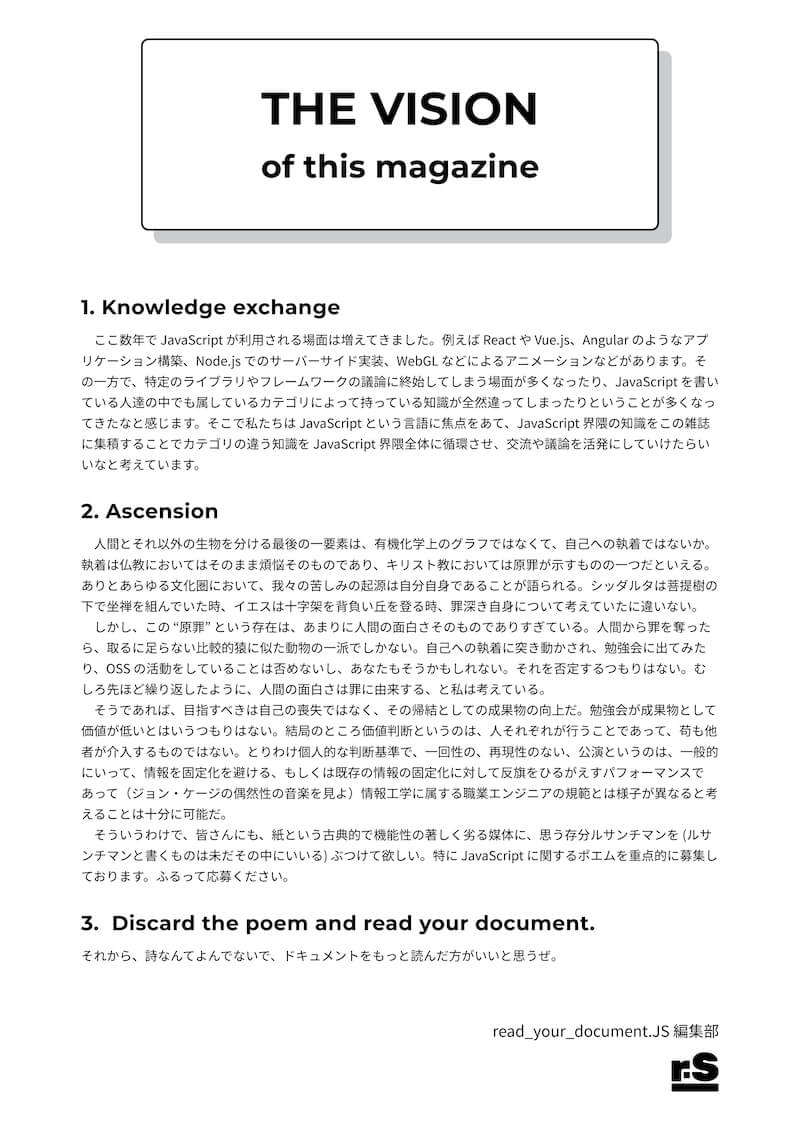 THE VISION
of this magazine
1. Knowledge exchange
ここ数年で JavaScript が利用される場面は増えてきました。例えば React や Vue.js、Angular のようなアプ
リケーション構築、Node.js でのサーバーサイド実装、WebGL などによるアニメーションなどがあります。そ
の一方で、特定のライブラリやフレームワークの議論に終始してしまう場面が多くなったり、JavaScript を書い
ている人達の中でも属しているカテゴリによって持っている知識が全然違ってしまったりということが多くなっ
てきたなと感じます。そこで私たちは JavaScript という言語に焦点をあて、JavaScript 界隈の知識をこの雑誌
に集積することでカテゴリの違う知識を JavaScript 界隈全体に循環させ、交流や議論を活発にしていけたらい
いなと考えています。
2. Ascension
人間とそれ以外の生物を分ける最後の一要素は、有機化学上のグラフではなくて、自己への執着ではないか。
執着は仏教においてはそのまま煩悩そのものであり、キリスト教においては原罪が示すものの一つだといえる。
ありとあらゆる文化圏において、我々の苦しみの起源は自分自身であることが語られる。シッダルタは菩提樹の
下で坐禅を組んでいた時、イエスは十字架を背負い丘を登る時、罪深き自身について考えていたに違いない。
しかし、この “原罪” という存在は、あまりに人間の面白さそのものでありすぎている。人間から罪を奪った
ら、取るに足らない比較的猿に似た動物の一派でしかない。自己への執着に突き動かされ、勉強会に出てみた
り、OSS の活動をしていることは否めないし、あなたもそうかもしれない。それを否定するつもりはない。む
しろ先ほど繰り返したように、人間の面白さは罪に由来する、と私は考えている。
そうであれば、目指すべきは自己の喪失ではなく、その帰結としての成果物の向上だ。勉強会が成果物として
価値が低いとはいうつもりはない。結局のところ価値判断というのは、人それぞれが行うことであって、苟も他
者が介入するものではない。とりわけ個人的な判断基準で、一回性の、再現性のない、公演というのは、一般的
にいって、情報を固定化を避ける、もしくは既存の情報の固定化に対して反旗をひるがえすパフォーマンスで
あって（ジョン・ケージの偶然性の音楽を見よ）情報工学に属する職業エンジニアの規範とは様子が異なると考
えることは十分に可能だ。
そういうわけで、皆さんにも、紙という古典的で機能性の著しく劣る媒体に、思う存分ルサンチマンを (ルサ
ンチマンと書くものは未だその中にいいる) ぶつけて欲しい。特に JavaScript に関するポエムを重点的に募集し
ております。ふるって応募ください。
3. Discard the poem and read your document.
それから、詩なんてよんでないで、ドキュメントをもっと読んだ方がいいと思うぜ。
read_your_document.JS 編集部
r:S